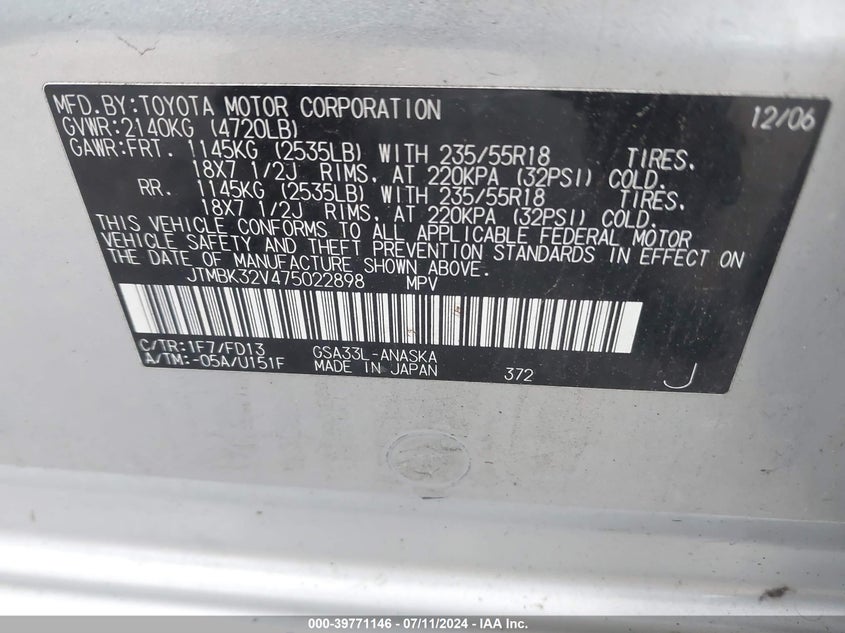 MFD.BY:TOYOTA MOTOR CORPORATION 12/06
GVWR:2140KG (4720LB)
GAWR:FRT. 1145KG (2535LB) WITH 235/55R18 TIRES.
18X7 1/2J RIMS. AT 220KPA (32PSI) COLD.
RR. 1145KG (2535LB) WITH 235/55R18 TIRES.
18X7 1/2J RIMS. AT 220KPA (32PSI) COLD.
THIS VEHICLE CONFORMS TO ALL APPLICABLE FEDERAL MOTOR
VEHICLE SAFETY AND THEFT PREVENTION STANDARDS IN EFFECT ON
THE DATE OF MANUFACTURE SHOWN ABOVE.
JTMBK32V475022898 MPV
C/TR:1F7/FD13 GSA33L-ANASKA
A/TM:-05A/U151F MADE IN JAPAN 372 J
000-39771146 - 07/11/2024 - IAA Inc.